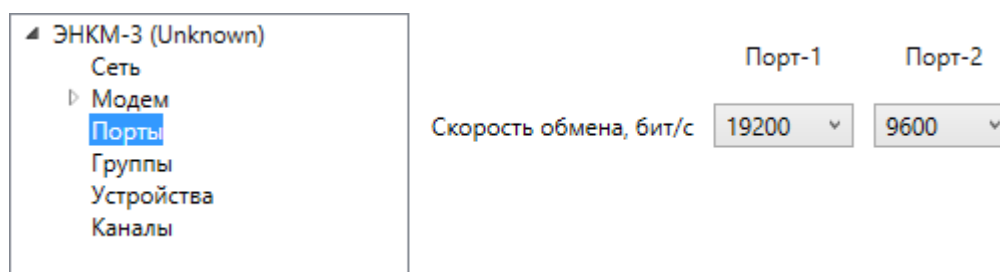 ЭНКМ-3 (Unknown)
Сеть
Модем
Порты
Группы
Устройства
Каналы
Порт-1 Порт-2
Скорость обмена, бит/с 19200 9600